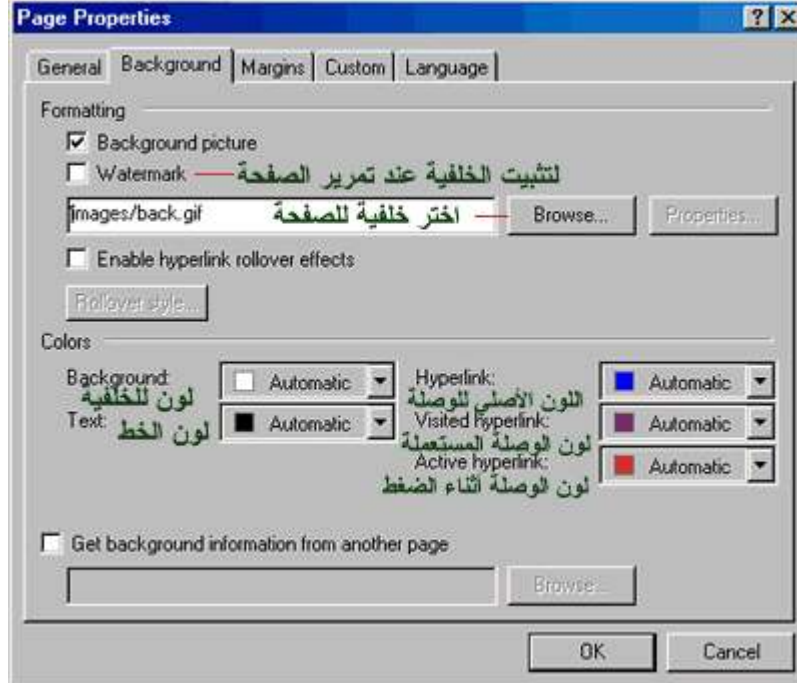 Page Properties
General Background Margins Custom Language
Formatting
Background picture
Watermark لتثبيت الخلفية عند تمرير الصفحة
images/back.gif اختر خلفية للصفحة Browse... Properties...
Enable hyperlink rollover effects
Rollover style...
Colors
Background: Automatic Hyperlink: Automatic
لون للخلفيه اللون الأصلي للوصلة
Text: Automatic Visited hyperlink: Automatic
لون الخط لون الوصلة المستعملة
Active hyperlink: Automatic
لون الوصلة أثناء الضغط
Get background information from another page
Browse...
OK Cancel